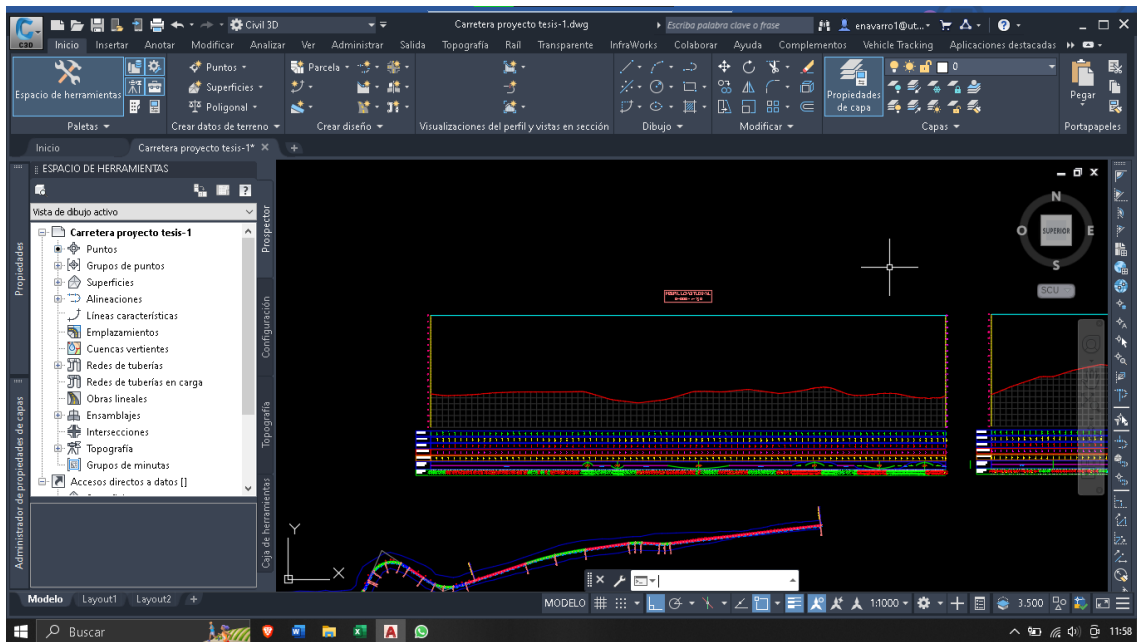 Civil 3D
Carretera proyecto tesis-1.dwg
Escriba palabra clave o frase
enavarro1@ut...
C3D
Inicio Insertar Anotar Modificar Analizar Ver Administrar Salida Topografía Raíl Transparente InfraWorks Colaborar Ayuda Complementos Vehicle Tracking Aplicaciones destacadas
Espacio de herramientas
Puntos
Superficies
Poligonal
Parcela
Propiedades
de capa
0
Pegar
Paletas
Crear datos de terreno
Crear diseño
Visualizaciones del perfil y vistas en sección
Dibujo
Modificar
Capas
Portapapeles
Inicio
Carretera proyecto tesis-1*
ESPACIO DE HERRAMIENTAS
Vista de dibujo activo
Carretera proyecto tesis-1
Puntos
Grupos de puntos
Superficies
Alineaciones
Líneas características
Emplazamientos
Cuencas vertientes
Redes de tuberías
Redes de tuberías en carga
Obras lineales
Ensamblajes
Intersecciones
Topografía
Grupos de minutas
Accesos directos a datos []
Propiedades
Administrador de propiedades de capas
Prospector
Configuración
Topografía
Caja de herramientas
N
O
SUPERIOR
E
S
SCU
Y
X
Modelo Layout1 Layout2 +
MODELO
1:1000
3.500
Buscar
11:58